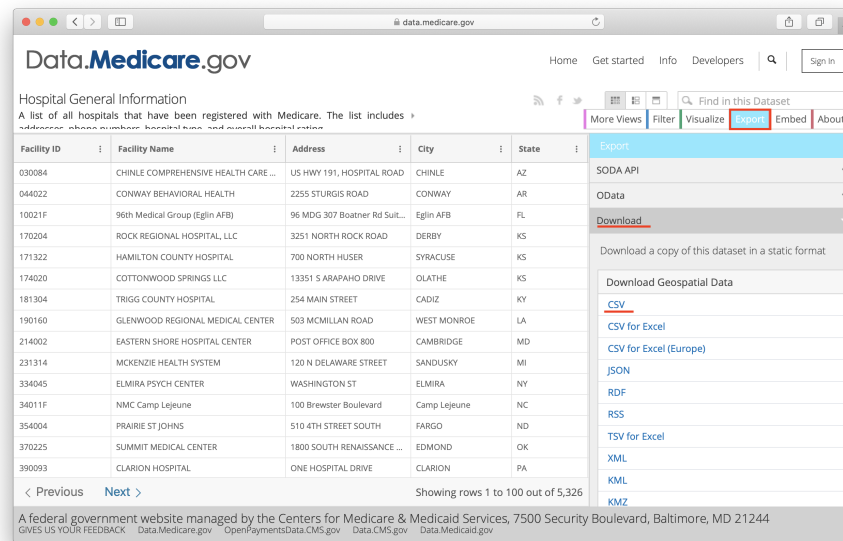 data.medicare.gov
Data.Medicare.gov
Home Get started Info Developers Sign In
Hospital General Information
A list of all hospitals that have been registered with Medicare. The list includes
addresses, phone numbers, hospital type, and overall hospital rating.
Find in this Dataset
More Views Filter Visualize Export Embed About
Facility ID Facility Name Address City State
030084 CHINLE COMPREHENSIVE HEALTH CARE ... US HWY 191, HOSPITAL ROAD CHINLE AZ
044022 CONWAY BEHAVIORAL HEALTH 2255 STURGIS ROAD CONWAY AR
10021F 96th Medical Group (Eglin AFB) 96 MDG 307 Boatner Rd Suit... Eglin AFB FL
170204 ROCK REGIONAL HOSPITAL, LLC 3251 NORTH ROCK ROAD DERBY KS
171322 HAMILTON COUNTY HOSPITAL 700 NORTH HUSER SYRACUSE KS
174020 COTTONWOOD SPRINGS LLC 13351 S ARAPAHO DRIVE OLATHE KS
181304 TRIGG COUNTY HOSPITAL 254 MAIN STREET CADIZ KY
190160 GLENWOOD REGIONAL MEDICAL CENTER 503 MCMILLAN ROAD WEST MONROE LA
214002 EASTERN SHORE HOSPITAL CENTER POST OFFICE BOX 800 CAMBRIDGE MD
231314 MCKENZIE HEALTH SYSTEM 120 N DELAWARE STREET SANDUSKY MI
334045 ELMIRA PSYCH CENTER WASHINGTON ST ELMIRA NY
34011F NMC Camp Lejeune 100 Brewster Boulevard Camp Lejeune NC
354004 PRAIRIE ST JOHNS 510 4TH STREET SOUTH FARGO ND
370225 SUMMIT MEDICAL CENTER 1800 SOUTH RENAISSANCE ... EDMOND OK
390093 CLARION HOSPITAL ONE HOSPITAL DRIVE CLARION PA
< Previous Next > Showing rows 1 to 100 out of 5,326
Export
SODA API
OData
Download
Download a copy of this dataset in a static format
Download Geospatial Data
CSV
CSV for Excel
CSV for Excel (Europe)
JSON
RDF
RSS
TSV for Excel
XML
KML
KMZ
A federal government website managed by the Centers for Medicare & Medicaid Services, 7500 Security Boulevard, Baltimore, MD 21244
GIVES US YOUR FEEDBACK Data.Medicare.gov OpenPaymentsData.CMS.gov Data.CMS.gov Data.Medicaid.gov